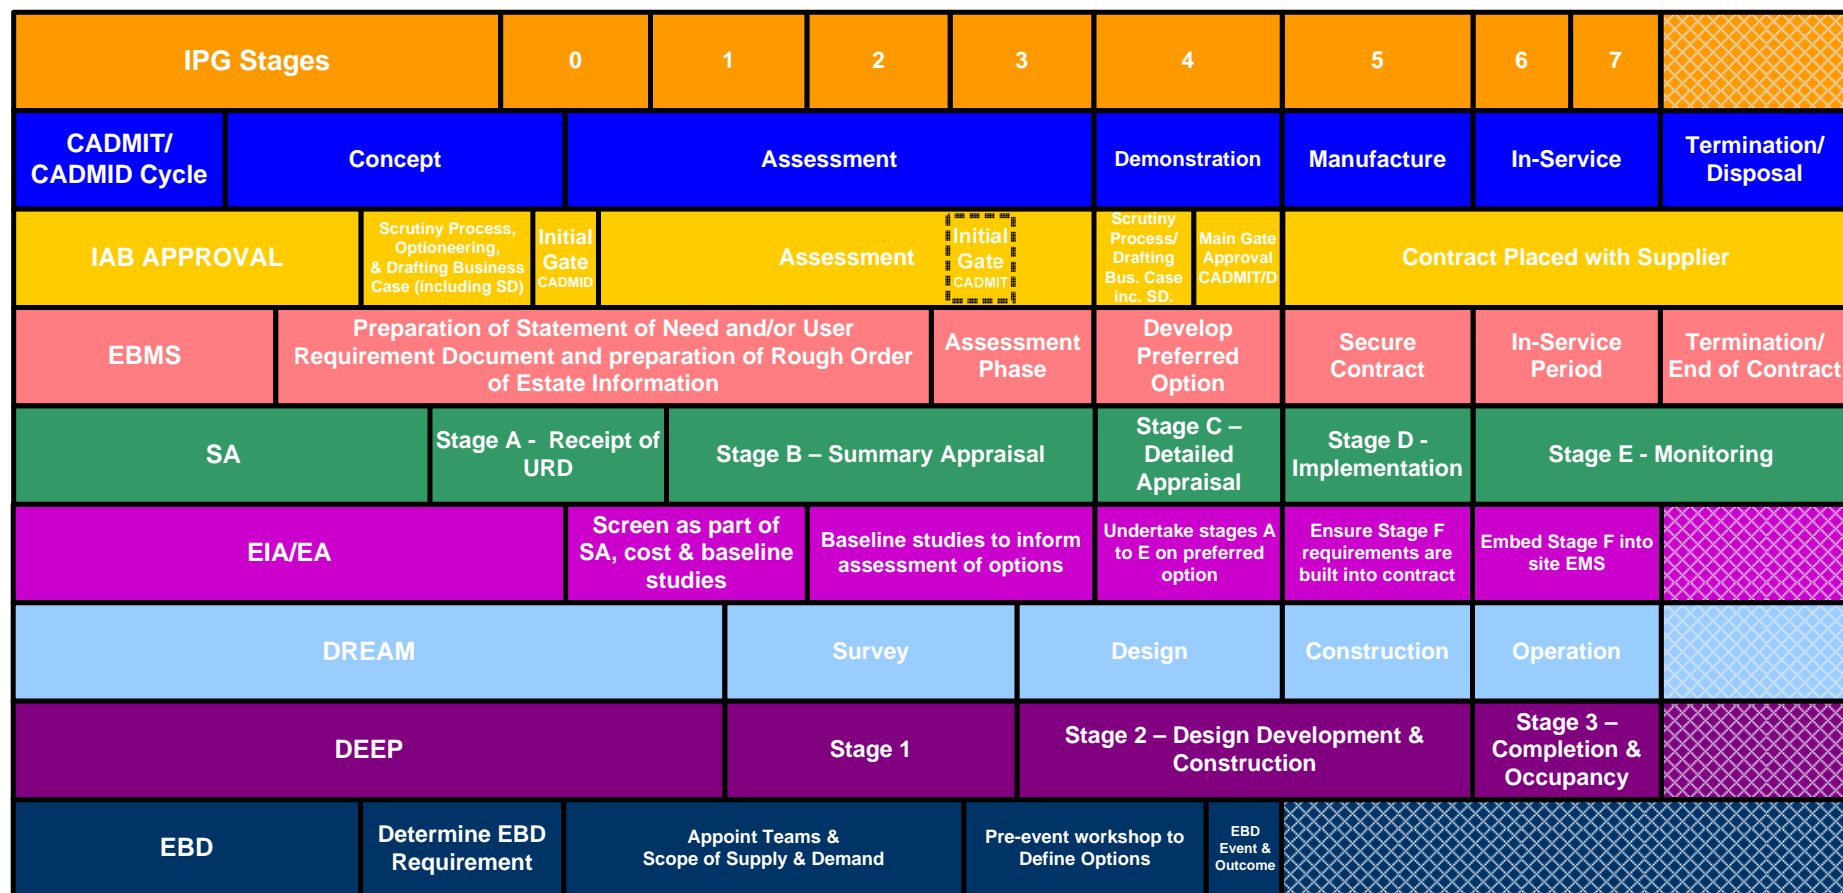 IPG Stages
0
1
2
3
4
5
6
7
CADMIT/
CADMID Cycle
Concept
Assessment
Demonstration
Manufacture
In-Service
Termination/
Disposal
IAB APPROVAL
Scrutiny Process,
Optioneering,
& Drafting Business
Case (including SD)
Initial
Gate
CADMID
Assessment
Initial
Gate
CADMIT
Scrutiny
Process/
Drafting
Bus. Case
inc. SD.
Main Gate
Approval
CADMIT/D
Contract Placed with Supplier
EBMS
Preparation of Statement of Need and/or User
Requirement Document and preparation of Rough Order
of Estate Information
Assessment
Phase
Develop
Preferred
Option
Secure
Contract
In-Service
Period
Termination/
End of Contract
SA
Stage A - Receipt of
URD
Stage B – Summary Appraisal
Stage C –
Detailed
Appraisal
Stage D -
Implementation
Stage E - Monitoring
EIA/EA
Screen as part of
SA, cost & baseline
studies
Baseline studies to inform
assessment of options
Undertake stages A
to E on preferred
option
Ensure Stage F
requirements are
built into contract
Embed Stage F into
site EMS
DREAM
Survey
Design
Construction
Operation
DEEP
Stage 1
Stage 2 – Design Development &
Construction
Stage 3 –
Completion &
Occupancy
EBD
Determine EBD
Requirement
Appoint Teams &
Scope of Supply & Demand
Pre-event workshop to
Define Options
EBD
Event &
Outcome